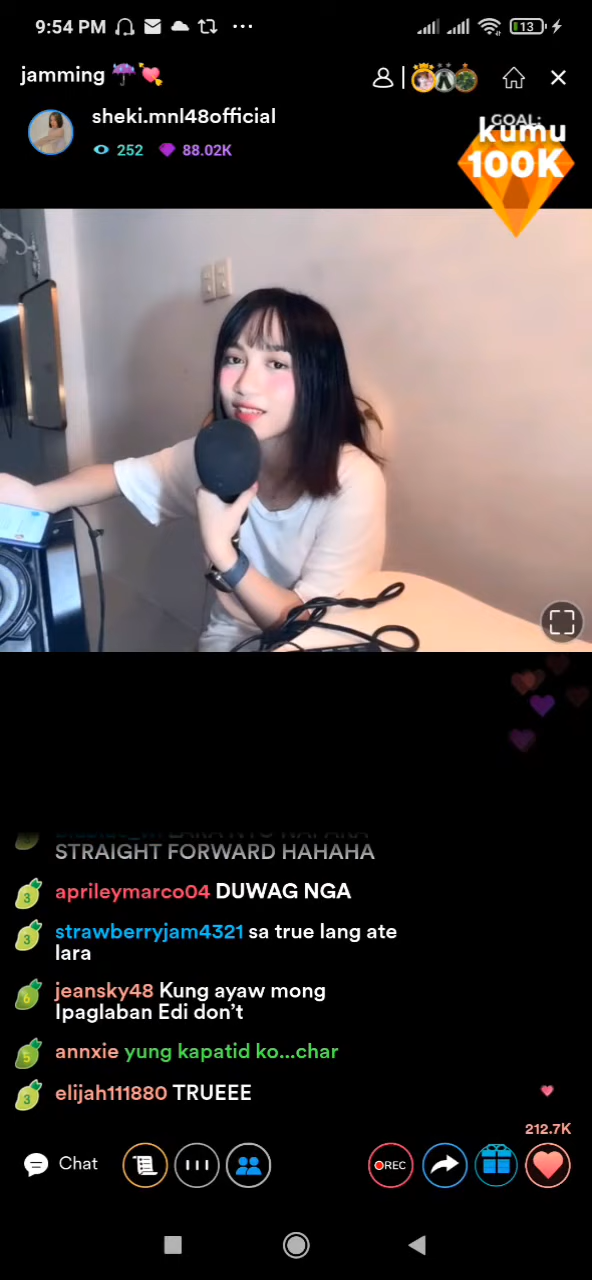 9:54 PM
13
jamming
sheki.mnl48official
252 88.02K
GOAL:
kumu
100K
STRAIGHT FORWARD HAHAHA
3 aprileymarco04 DUWAG NGA
3 strawberryjam4321 sa true lang ate
lara
6 jeansky48 Kung ayaw mong
Ipaglaban Edi don't
5 annxie yung kapatid ko...char
3 elijah111880 TRUEEE
212.7K
Chat
REC